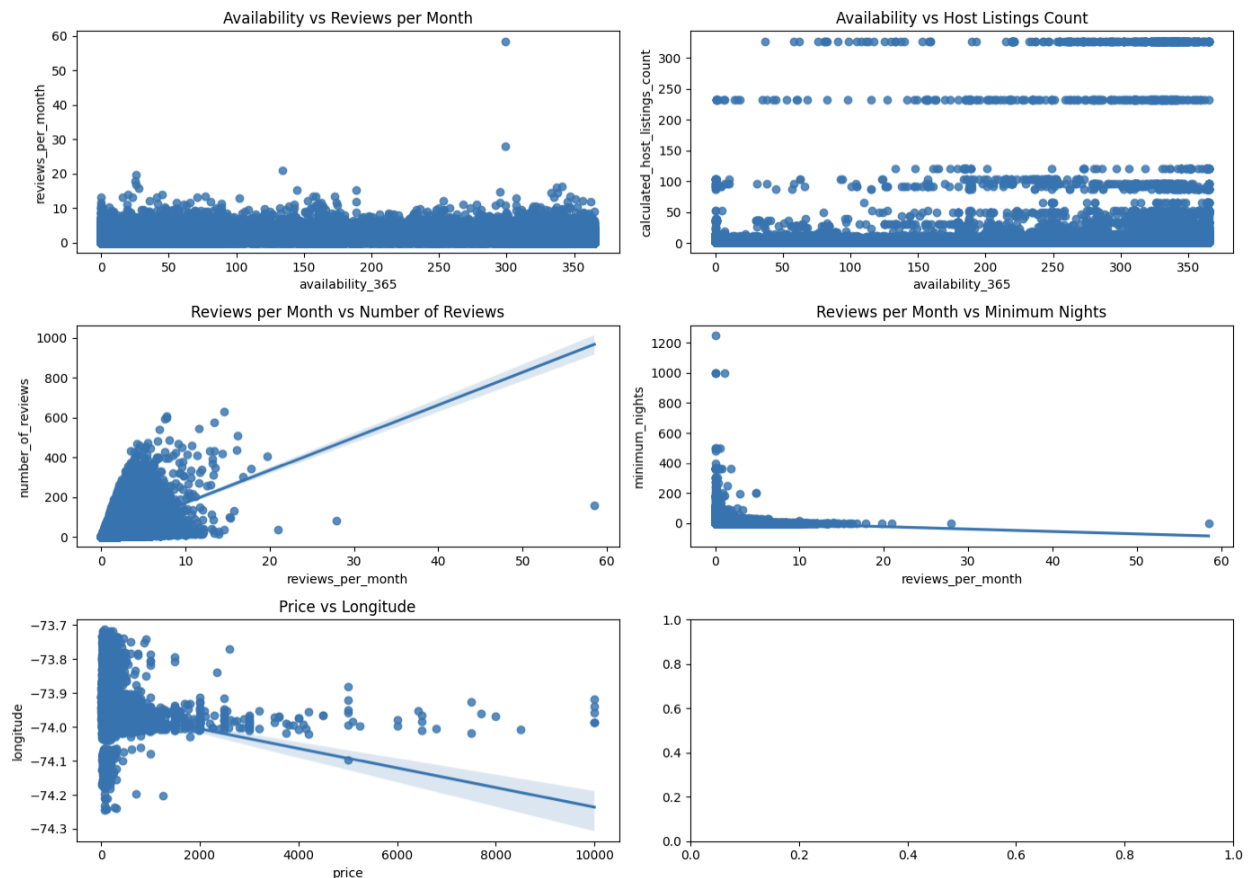 Availability vs Reviews per Month
60
50
40
30
20
10
0
reviews_per_month
0 50 100 150 200 250 300 350
availability_365
Availability vs Host Listings Count
300
250
200
150
100
50
0
calculated_host_listings_count
0 50 100 150 200 250 300 350
availability_365
Reviews per Month vs Number of Reviews
1000
800
600
400
200
0
number_of_reviews
0 10 20 30 40 50 60
reviews_per_month
Reviews per Month vs Minimum Nights
1200
1000
800
600
400
200
0
minimum_nights
0 10 20 30 40 50 60
reviews_per_month
Price vs Longitude
−73.7
−73.8
−73.9
−74.0
−74.1
−74.2
−74.3
longitude
0 2000 4000 6000 8000 10000
price
1.0
0.8
0.6
0.4
0.2
0.0
0.0 0.2 0.4 0.6 0.8 1.0